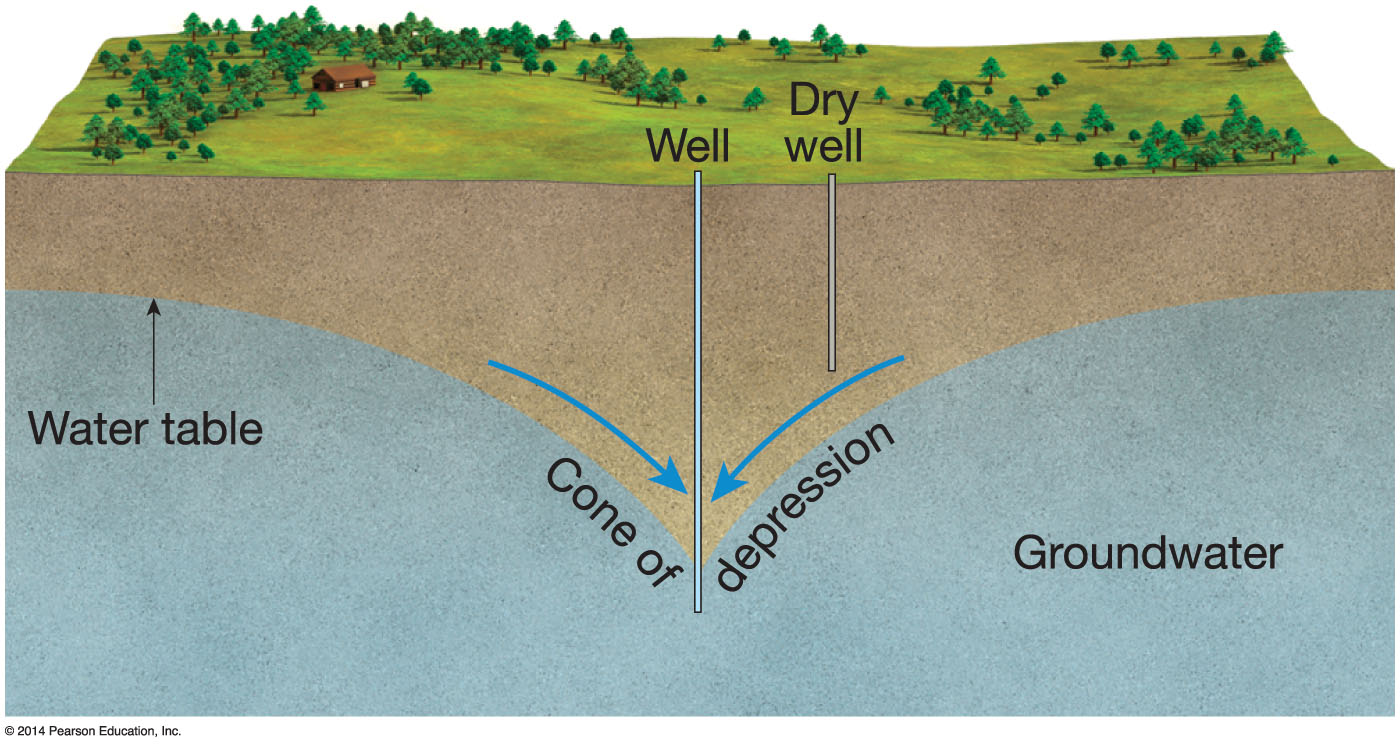 Dry
Well well
Water table
Cone of depression
Groundwater
© 2014 Pearson Education, Inc.